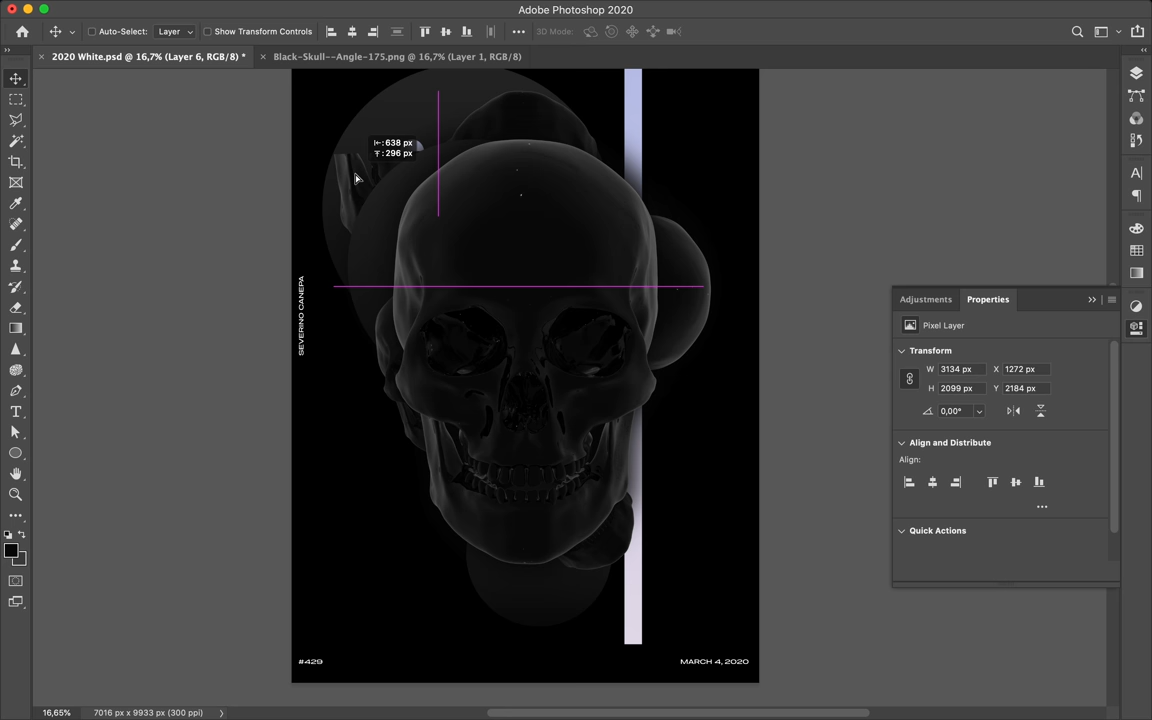 Adobe Photoshop 2020
Auto-Select: Layer Show Transform Controls 3D Mode:
2020 White.psd @ 16,7% (Layer 6, RGB/8) * Black-Skull--Angle-175.png @ 16,7% (Layer 1, RGB/8)
:638 px
:296 px
SEVERINO CANEPA
#429
MARCH 4, 2020
Adjustments Properties
Pixel Layer
Transform
W 3134 px X 1272 px
H 2099 px Y 2184 px
0,00°
Align and Distribute
Align:
Quick Actions
16,65% 7016 px x 9933 px (300 ppi)